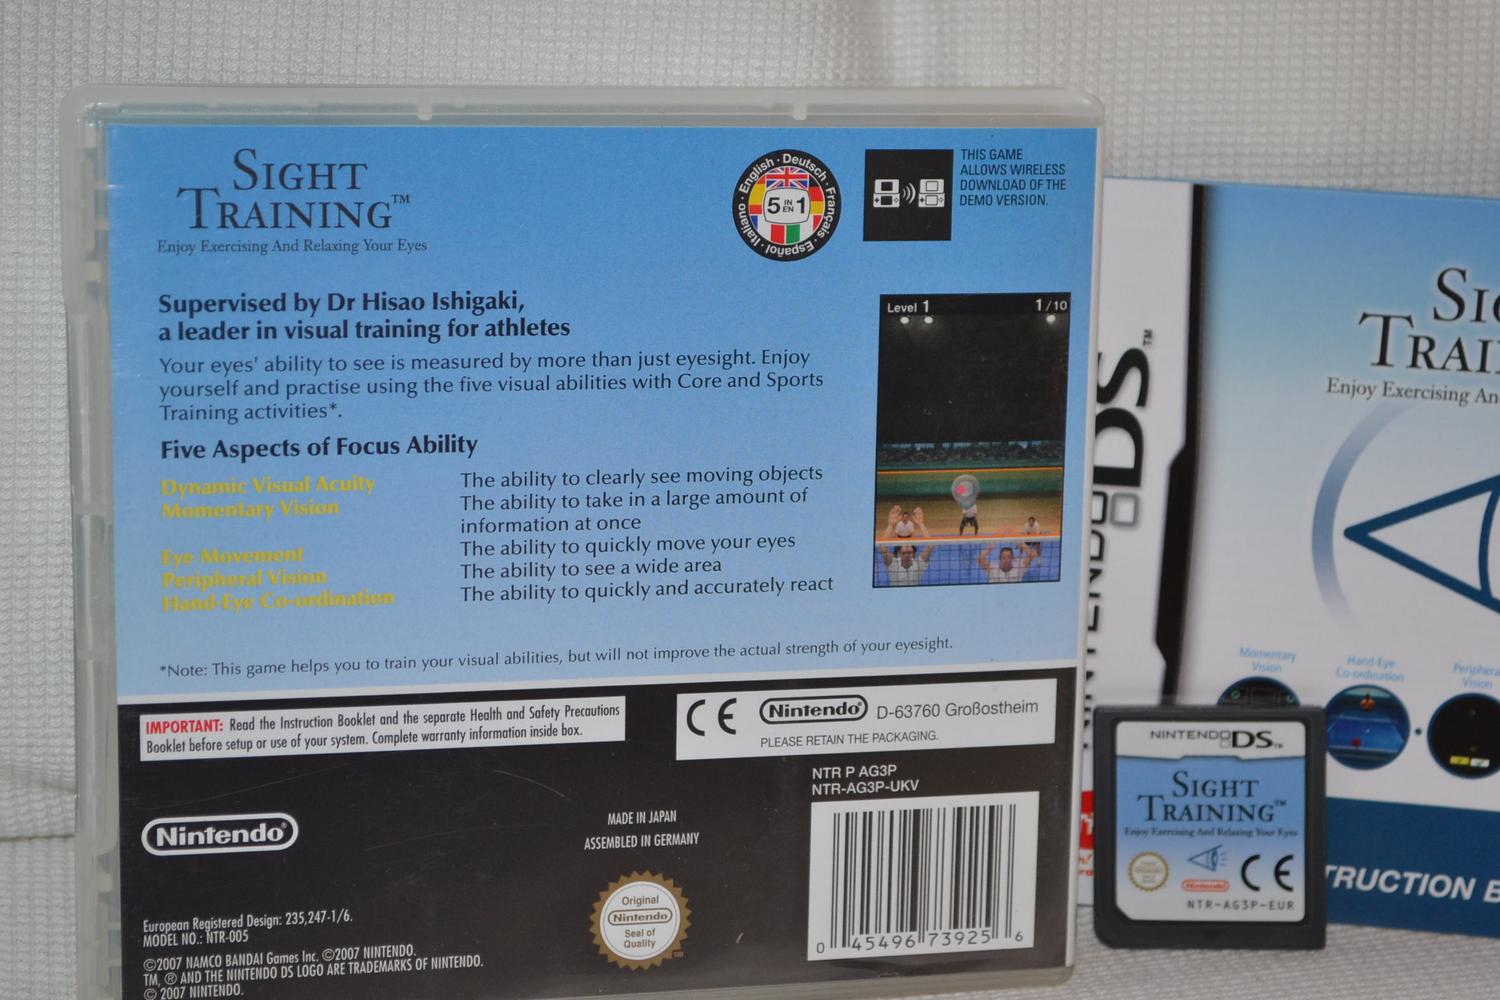 SIGHT
TRAINING™
Enjoy Exercising And Relaxing Your Eyes
English · Deutsch · Français · Español · Italiano
5 IN EN 1
THIS GAME
ALLOWS WIRELESS
DOWNLOAD OF THE
DEMO VERSION.
Supervised by Dr Hisao Ishigaki,
a leader in visual training for athletes
Your eyes' ability to see is measured by more than just eyesight. Enjoy
yourself and practise using the five visual abilities with Core and Sports
Training activities*.
Five Aspects of Focus Ability
Dynamic Visual Acuity The ability to clearly see moving objects
Momentary Vision The ability to take in a large amount of
information at once
Eye Movement The ability to quickly move your eyes
Peripheral Vision The ability to see a wide area
Hand-Eye Co-ordination The ability to quickly and accurately react
*Note: This game helps you to train your visual abilities, but will not improve the actual strength of your eyesight.
Level 1 1/10
IMPORTANT: Read the Instruction Booklet and the separate Health and Safety Precautions
Booklet before setup or use of your system. Complete warranty information inside box.
CE Nintendo® D-63760 Großostheim
PLEASE RETAIN THE PACKAGING.
NTR P AG3P
NTR-AG3P-UKV
Nintendo®
MADE IN JAPAN
ASSEMBLED IN GERMANY
Original
Nintendo
Seal of
Quality
0 45496 73925 6
European Registered Design: 235,247-1/6.
MODEL NO.: NTR-005
©2007 NAMCO BANDAI Games Inc. ©2007 NINTENDO.
TM, ® AND THE NINTENDO DS LOGO ARE TRADEMARKS OF NINTENDO.
© 2007 NINTENDO.
NINTENDO DS™
SIG
TRAI
Enjoy Exercising An
Momentary
Vision
Hand-Eye
Co-ordination
Peripheral
Vision
TRUCTION B
NINTENDO DS™
SIGHT
TRAINING™
Enjoy Exercising And Relaxing Your Eyes
Nintendo
CE
NTR-AG3P-EUR